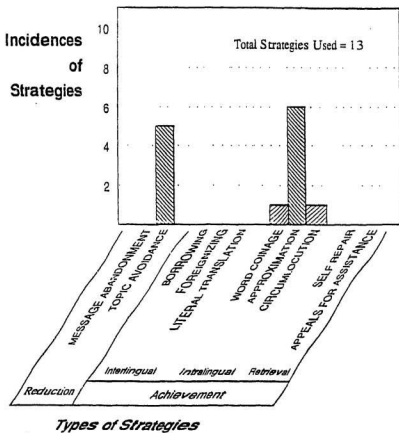 Incidences
of
Strategies
10
8
6
4
2
Total Strategies Used = 13
MESSAGE ABANDONMENT
TOPIC AVOIDANCE
BORROWING
FOREIGNIZING
LITERAL TRANSLATION
WORD COINAGE
APPROXIMATION
CIRCUMLOCUTION
SELF REPAIR
APPEALS FOR ASSISTANCE
Interlingual
Intralingual
Retrieval
Reduction
Achievement
Types of Strategies